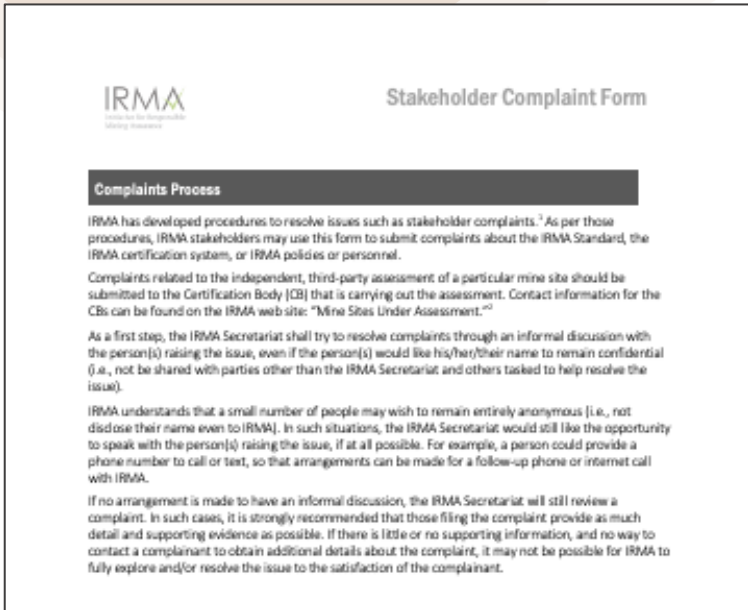 IRMA
Initiative for Responsible
Mining Assurance
Stakeholder Complaint Form
Complaints Process
IRMA has developed procedures to resolve issues such as stakeholder complaints.¹ As per those
procedures, IRMA stakeholders may use this form to submit complaints about the IRMA Standard, the
IRMA certification system, or IRMA policies or personnel.
Complaints related to the independent, third-party assessment of a particular mine site should be
submitted to the Certification Body (CB) that is carrying out the assessment. Contact information for the
CBs can be found on the IRMA web site: "Mine Sites Under Assessment."²
As a first step, the IRMA Secretariat shall try to resolve complaints through an informal discussion with
the person(s) raising the issue, even if the person(s) would like his/her/their name to remain confidential
(i.e., not be shared with parties other than the IRMA Secretariat and others tasked to help resolve the
issue).
IRMA understands that a small number of people may wish to remain entirely anonymous (i.e., not
disclose their name even to IRMA). In such situations, the IRMA Secretariat would still like the opportunity
to speak with the person(s) raising the issue, if at all possible. For example, a person could provide a
phone number to call or text, so that arrangements can be made for a follow-up phone or internet call
with IRMA.
If no arrangement is made to have an informal discussion, the IRMA Secretariat will still review a
complaint. In such cases, it is strongly recommended that those filing the complaint provide as much
detail and supporting evidence as possible. If there is little or no supporting information, and no way to
contact a complainant to obtain additional details about the complaint, it may not be possible for IRMA to
fully explore and/or resolve the issue to the satisfaction of the complainant.